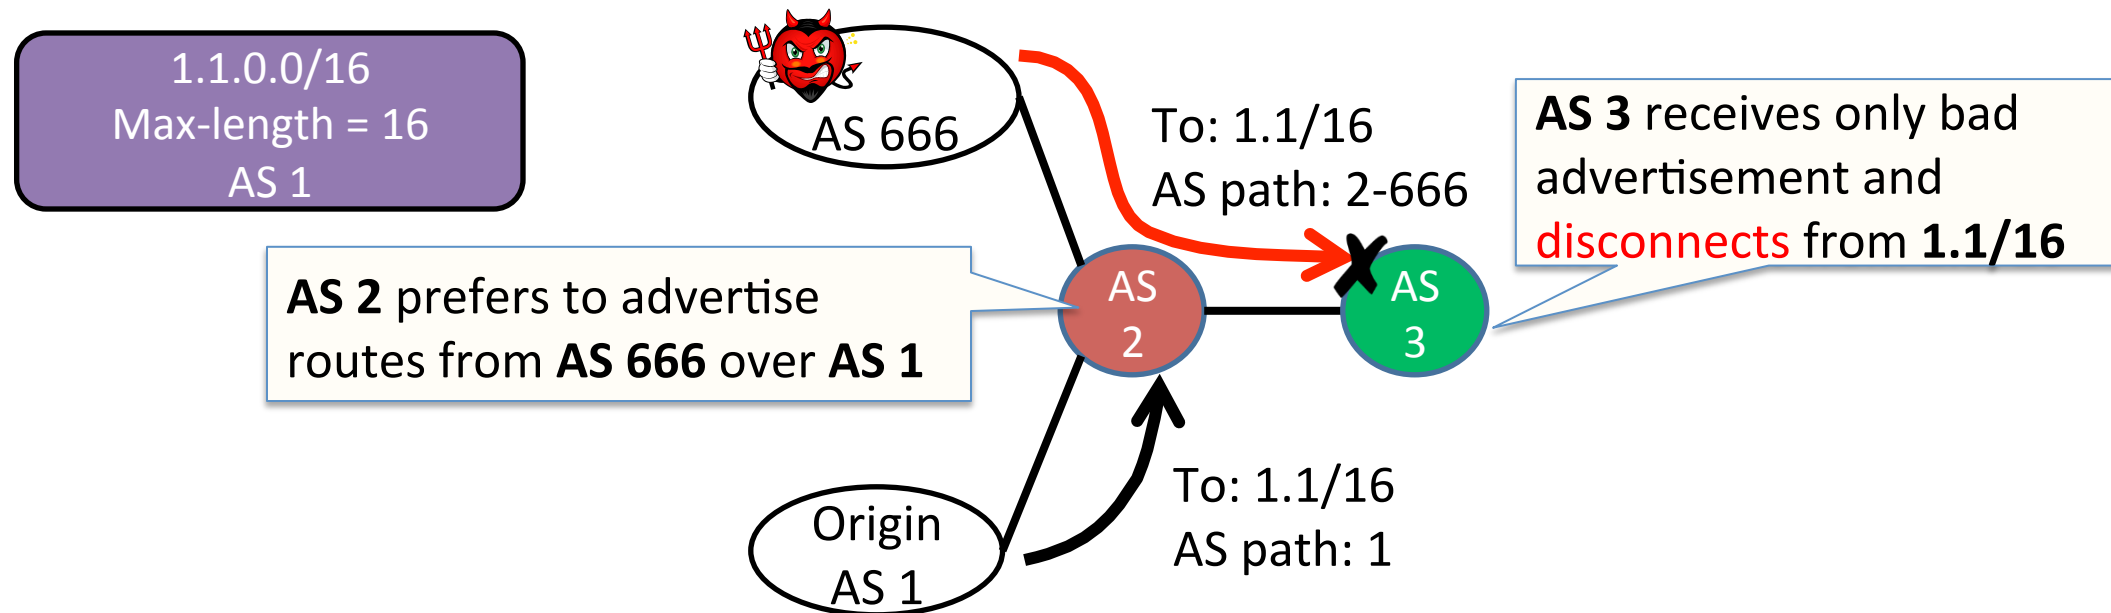 1.1.0.0/16
Max-length = 16
AS 1
AS 666
To: 1.1/16
AS path: 2-666
AS 3 receives only bad
advertisement and
disconnects from 1.1/16
AS 2 prefers to advertise
routes from AS 666 over AS 1
AS
2
AS
3
To: 1.1/16
AS path: 1
Origin
AS 1